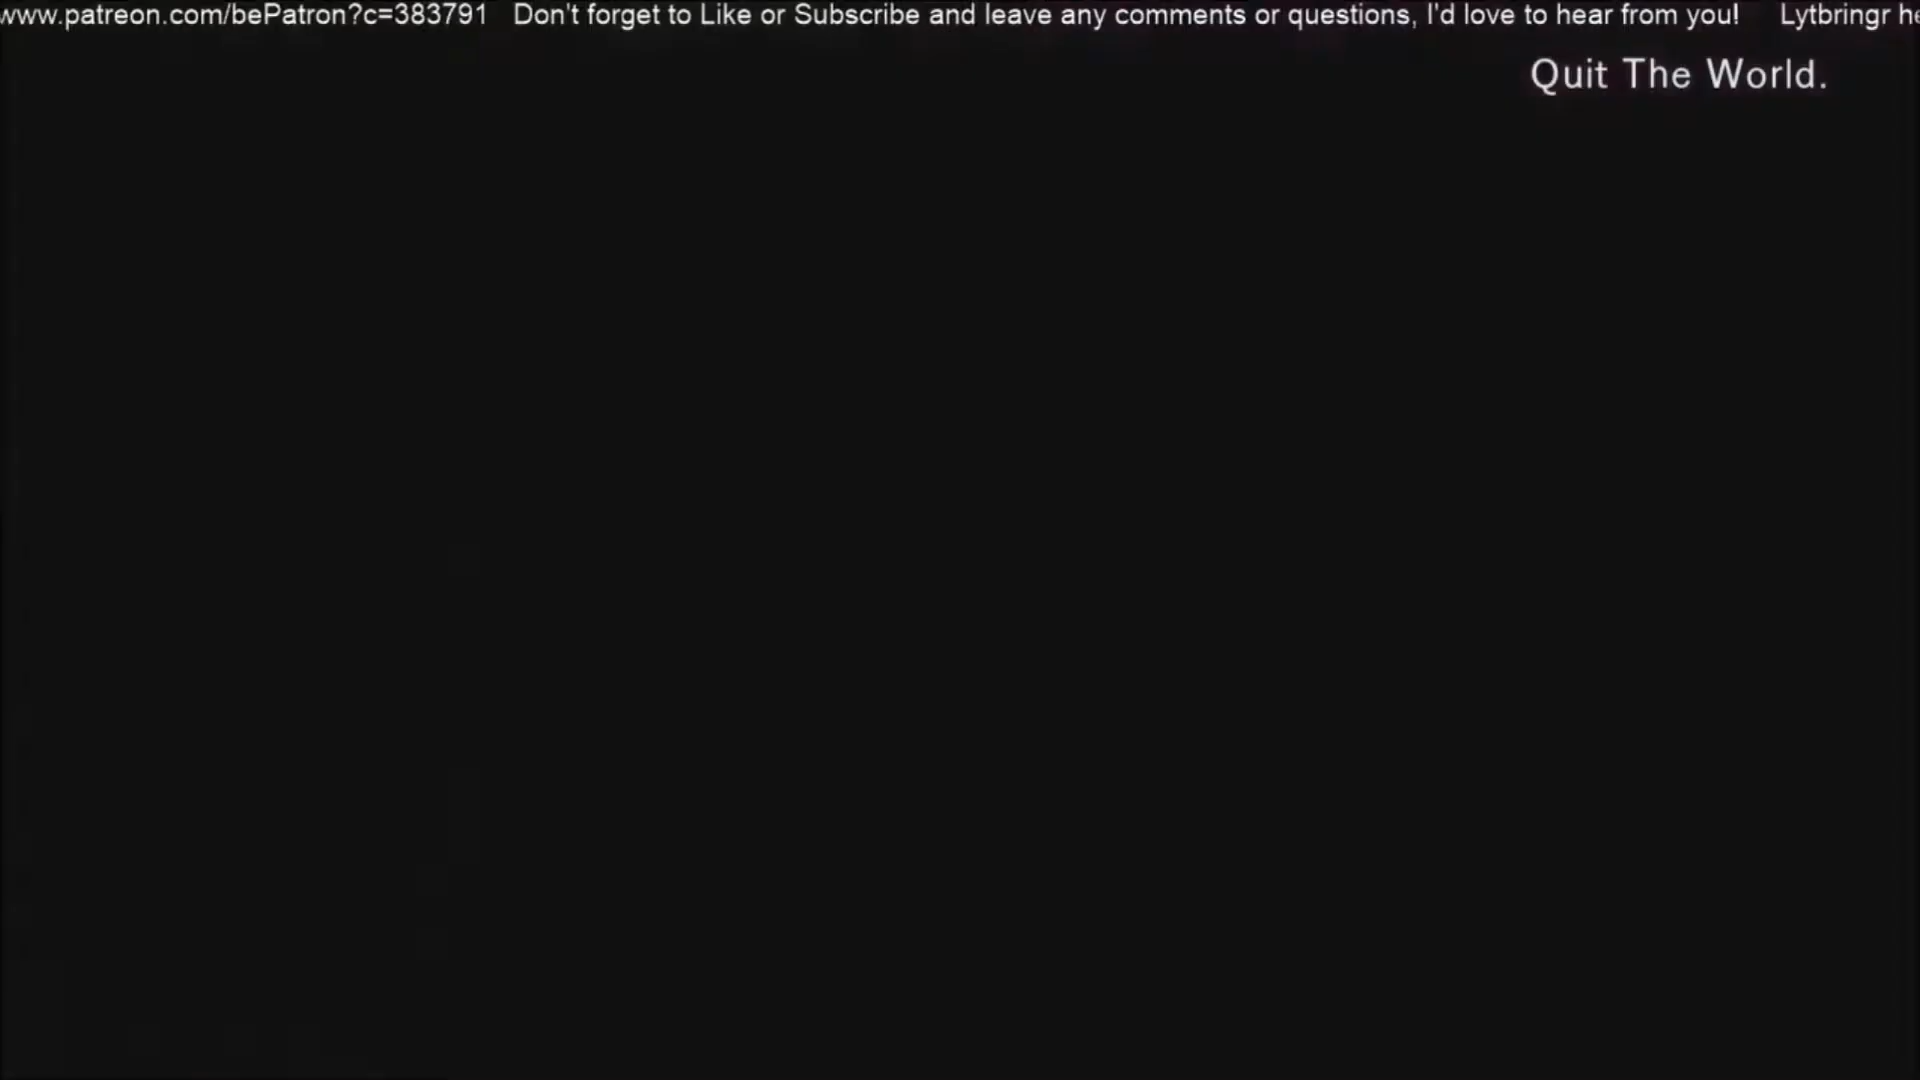 www.patreon.com/bePatron?c=383791 Don't forget to Like or Subscribe and leave any comments or questions, I'd love to hear from you! Lytbringr
Quit The World.